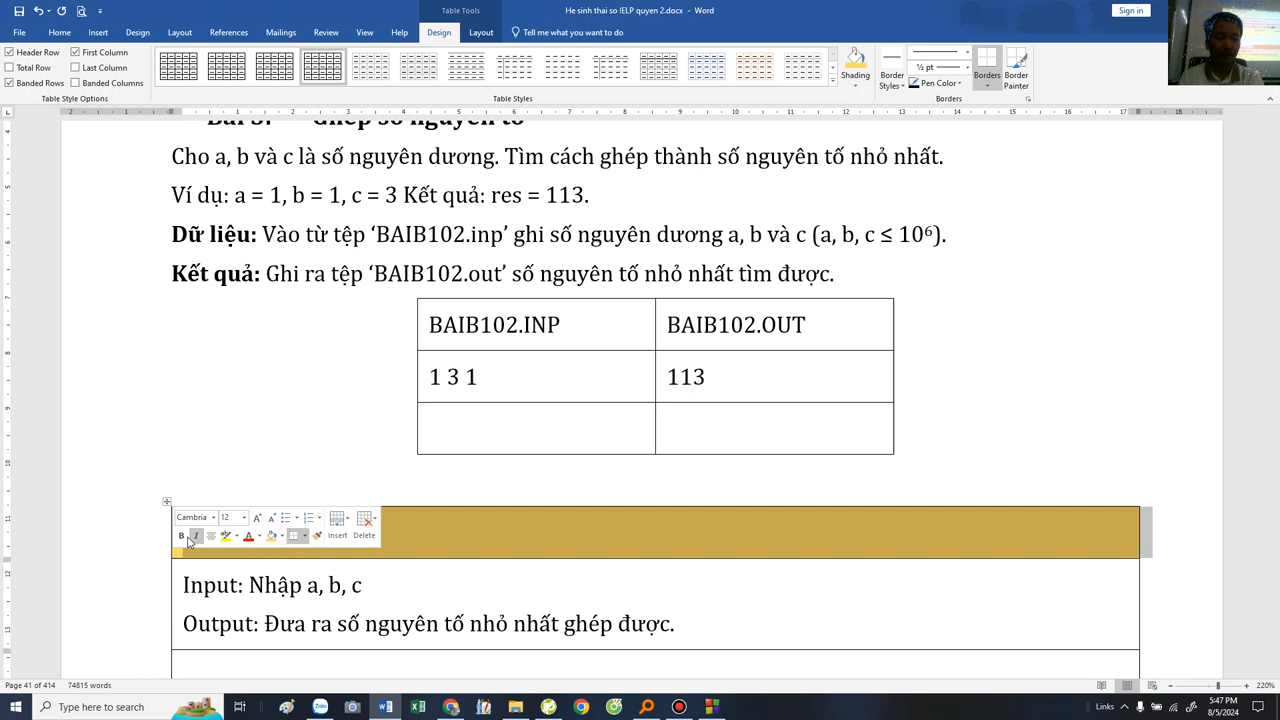 Table Tools
He sinh thai so IELP quyen 2.docx - Word
Sign in
File Home Insert Draw Design Layout References Mailings Review View Help Design Layout Tell me what you want to do
Header Row First Column
Total Row Last Column
Banded Rows Banded Columns
Table Style Options
Table Styles
Shading
Border Styles
½ pt
Pen Color
Borders
Border Painter
Borders
Ghép số nguyên tố
Cho a, b và c là số nguyên dương. Tìm cách ghép thành số nguyên tố nhỏ nhất.
Ví dụ: a = 1, b = 1, c = 3 Kết quả: res = 113.
Dữ liệu: Vào từ tệp ‘BAIB102.inp’ ghi số nguyên dương a, b và c (a, b, c ≤ 10⁶).
Kết quả: Ghi ra tệp ‘BAIB102.out’ số nguyên tố nhỏ nhất tìm được.
BAIB102.INP BAIB102.OUT
1 3 1 113
Cambria 12
Insert Delete
Input: Nhập a, b, c
Output: Đưa ra số nguyên tố nhỏ nhất ghép được.
Page 41 of 414 74815 words
220%
Type here to search
Links
5:47 PM
8/5/2024